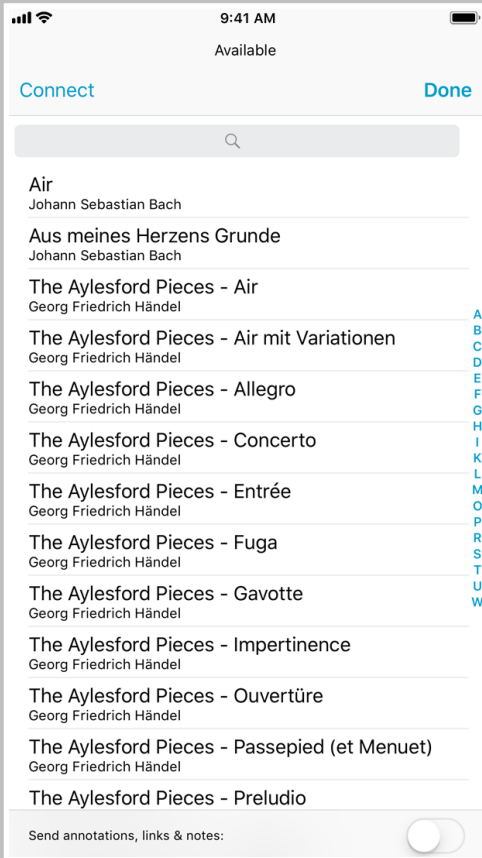 9:41 AM
Available
Connect
Done
Air
Johann Sebastian Bach
Aus meines Herzens Grunde
Johann Sebastian Bach
The Aylesford Pieces - Air
Georg Friedrich Händel
The Aylesford Pieces - Air mit Variationen
Georg Friedrich Händel
The Aylesford Pieces - Allegro
Georg Friedrich Händel
The Aylesford Pieces - Concerto
Georg Friedrich Händel
The Aylesford Pieces - Entrée
Georg Friedrich Händel
The Aylesford Pieces - Fuga
Georg Friedrich Händel
The Aylesford Pieces - Gavotte
Georg Friedrich Händel
The Aylesford Pieces - Impertinence
Georg Friedrich Händel
The Aylesford Pieces - Ouvertüre
Georg Friedrich Händel
The Aylesford Pieces - Passepied (et Menuet)
Georg Friedrich Händel
The Aylesford Pieces - Preludio
A
B
C
D
E
F
G
H
I
K
L
M
O
P
R
S
T
U
W
Send annotations, links & notes: